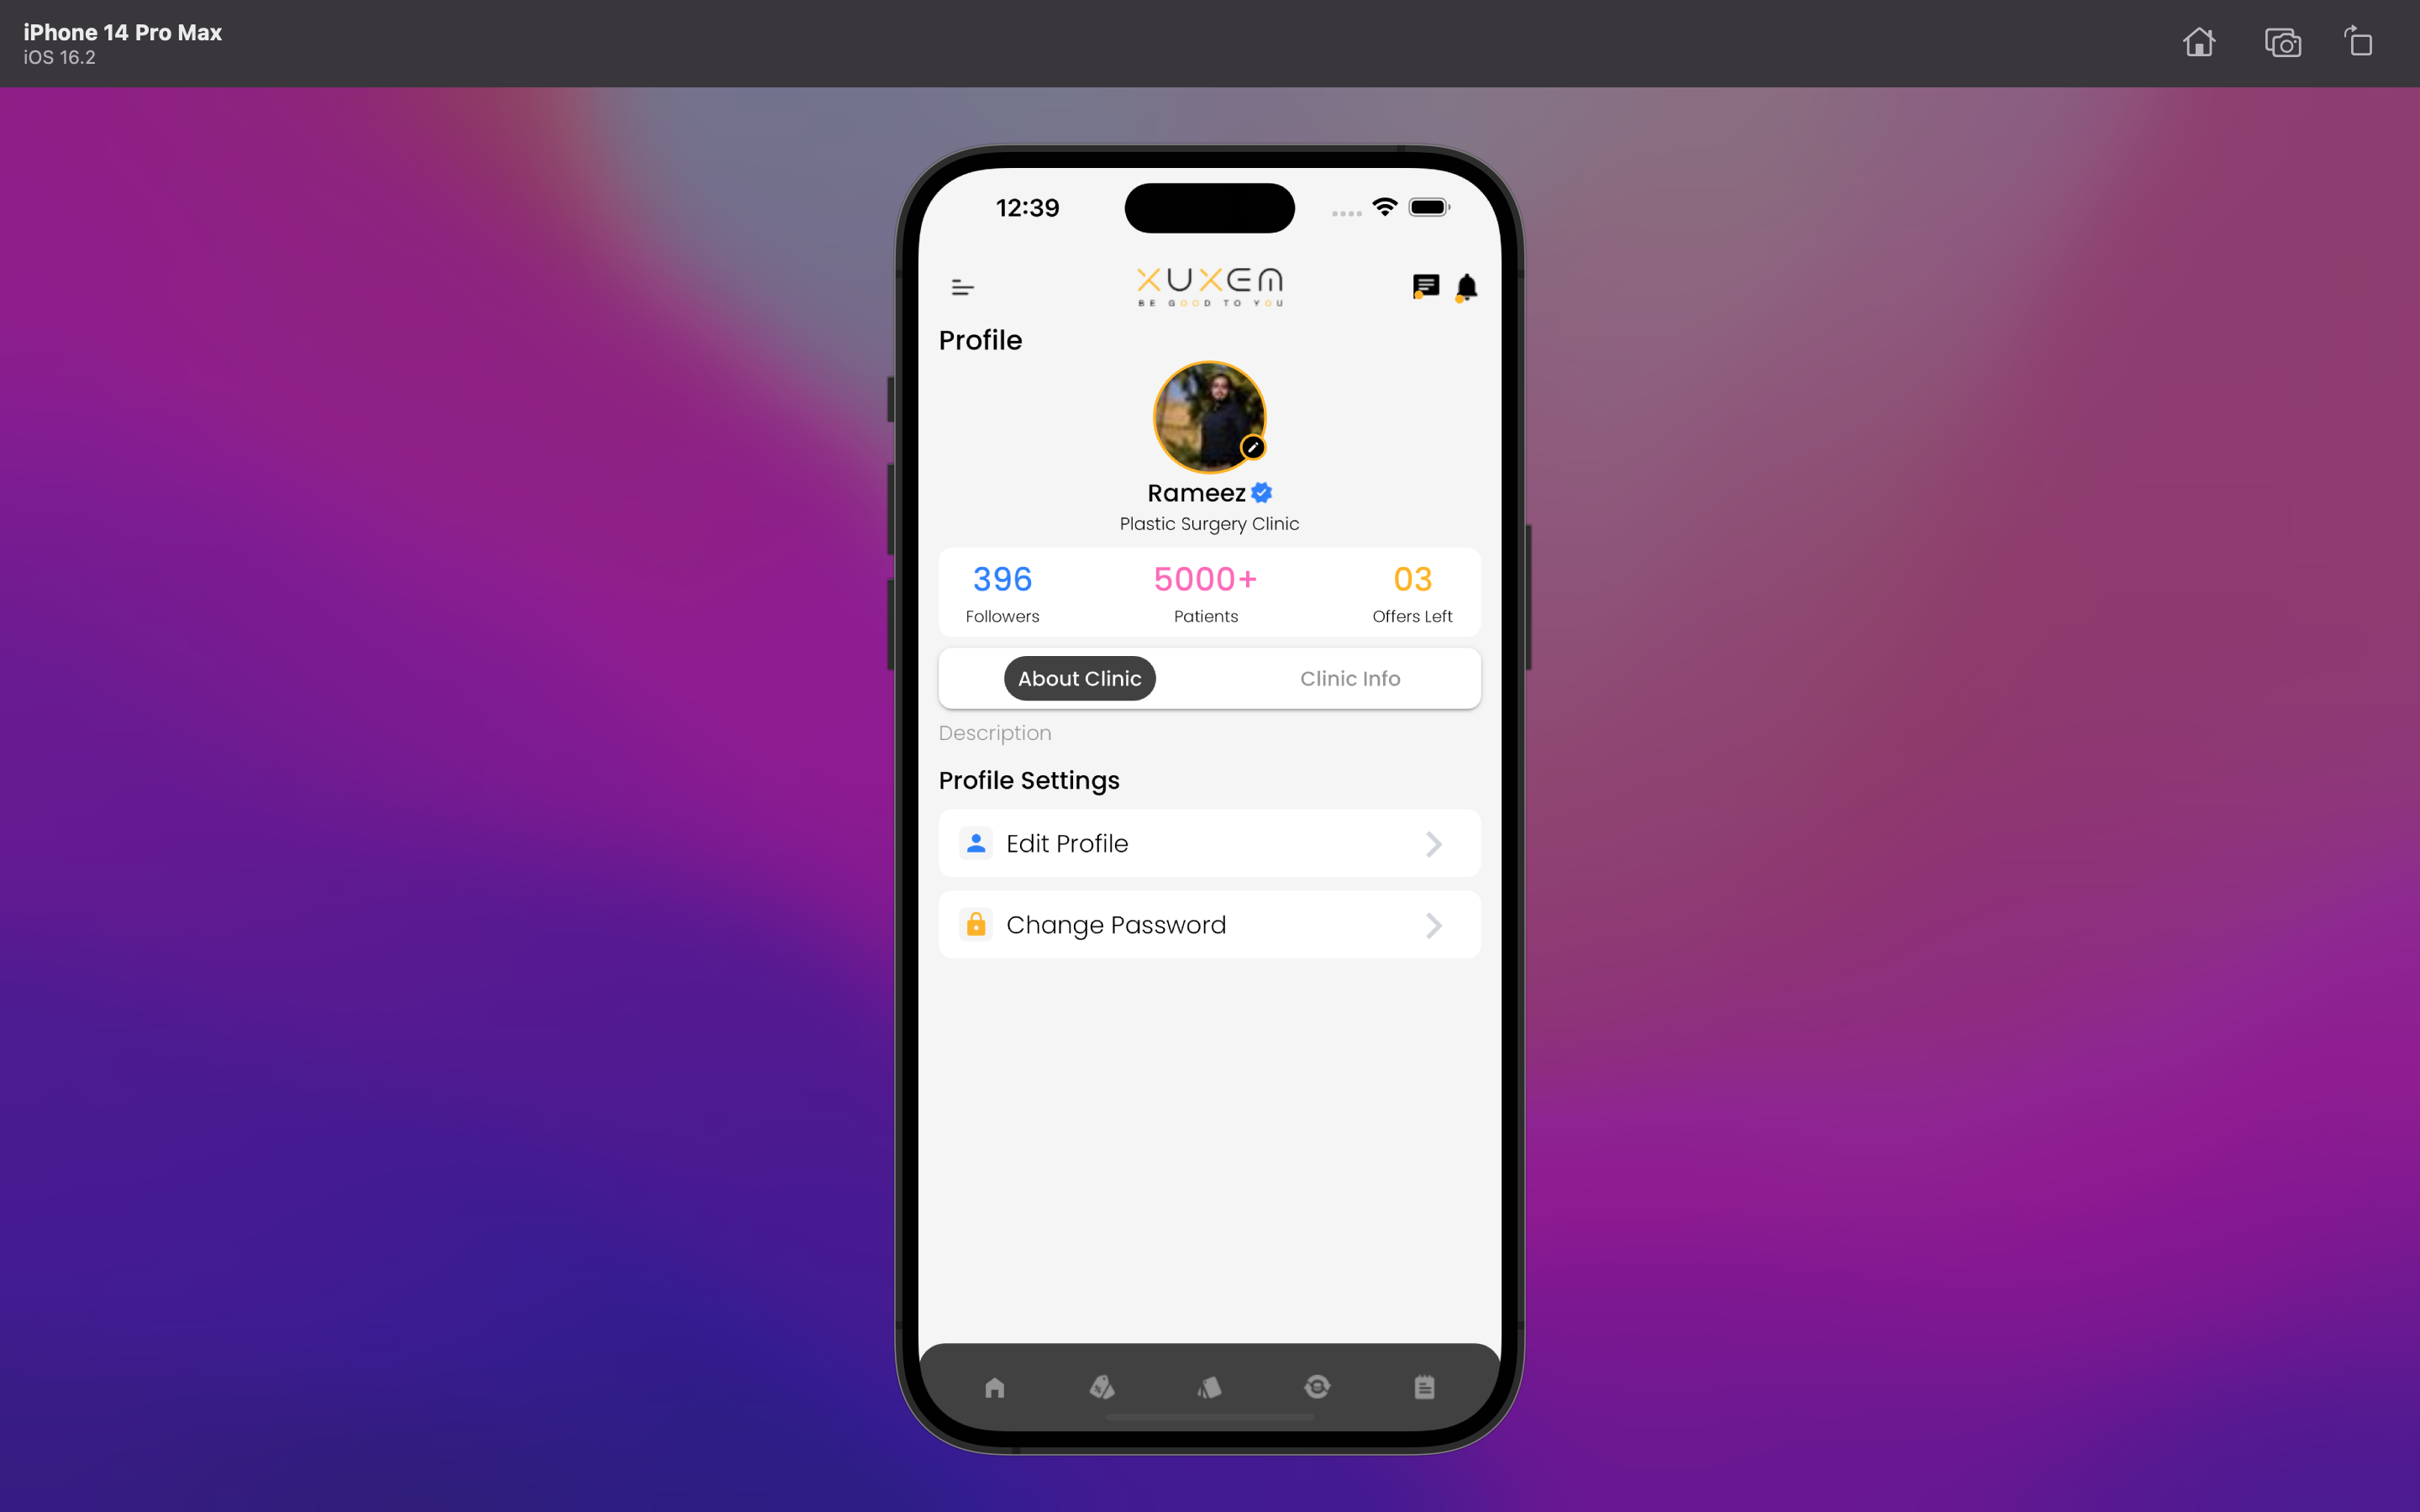 iPhone 14 Pro Max
iOS 16.2
12:39
XUXEM
BE GOOD TO YOU
Profile
Rameez
Plastic Surgery Clinic
396 5000+ 03
Followers Patients Offers Left
About Clinic Clinic Info
Description
Profile Settings
Edit Profile
Change Password